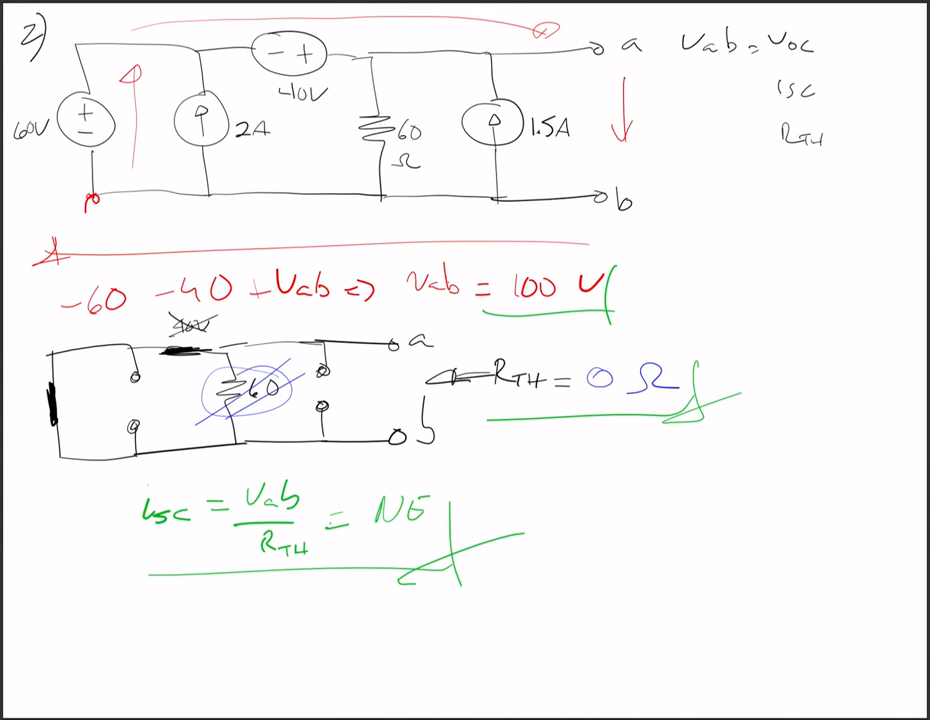 2)
- +
a
Vab = Voc
40V
Isc
60V
+
-
2A
60
Ω
1.5A
RTH
b
-60 -40 + Vab => Vab = 100 V
40V
a
60
RTH = 0 Ω
b
isc = Vab / RTH = NE